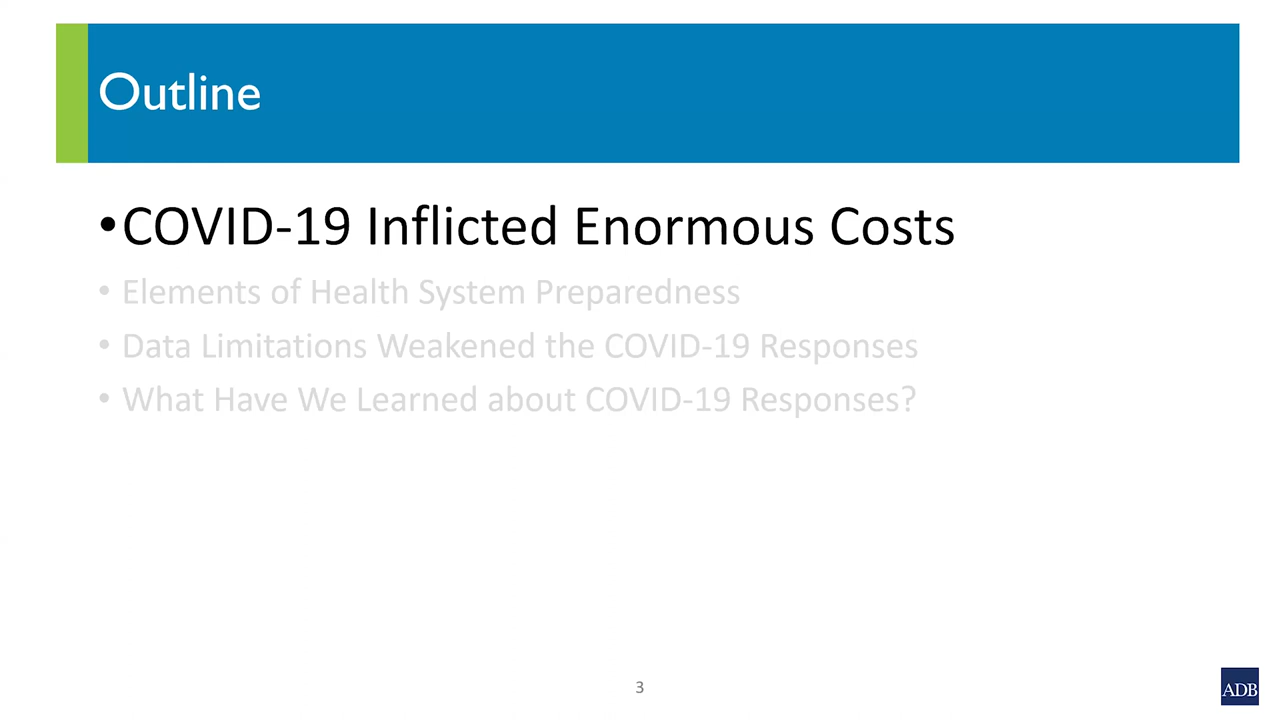 Outline
•COVID-19 Inflicted Enormous Costs
• Elements of Health System Preparedness
• Data Limitations Weakened the COVID-19 Responses
• What Have We Learned about COVID-19 Responses?
3
ADB